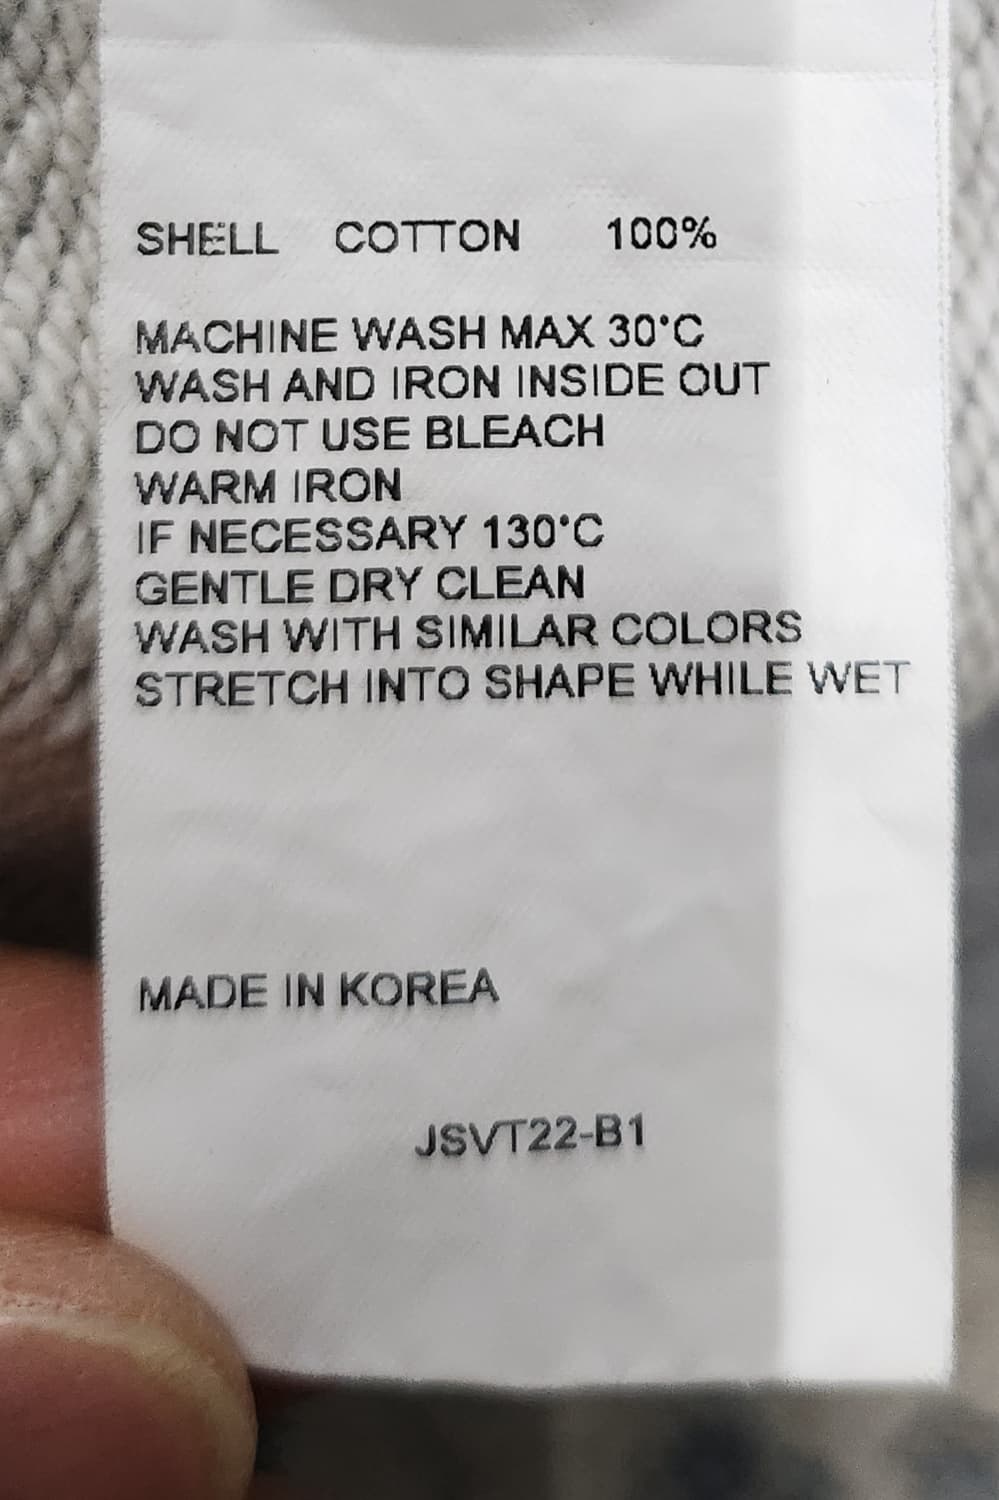 SHELL COTTON 100%
MACHINE WASH MAX 30°C
WASH AND IRON INSIDE OUT
DO NOT USE BLEACH
WARM IRON
IF NECESSARY 130°C
GENTLE DRY CLEAN
WASH WITH SIMILAR COLORS
STRETCH INTO SHAPE WHILE WET
MADE IN KOREA
JSVT22-B1